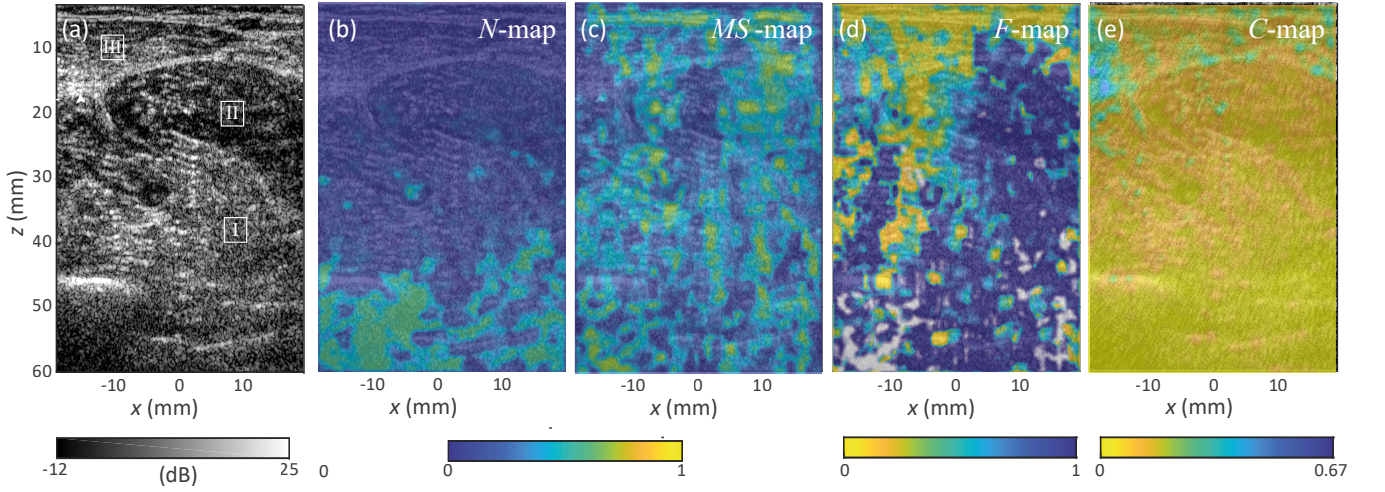 (a)
III
II
I
(b) N-map
(c) MS -map
(d) F-map
(e) C-map
10
20
30
40
50
60
z (mm)
-10 0 10
-10 0 10
-10 0 10
-10 0 10
-10 0 10
x (mm)
x (mm)
x (mm)
x (mm)
x (mm)
-12 (dB) 25
0
0 1
0 1
0 0.67